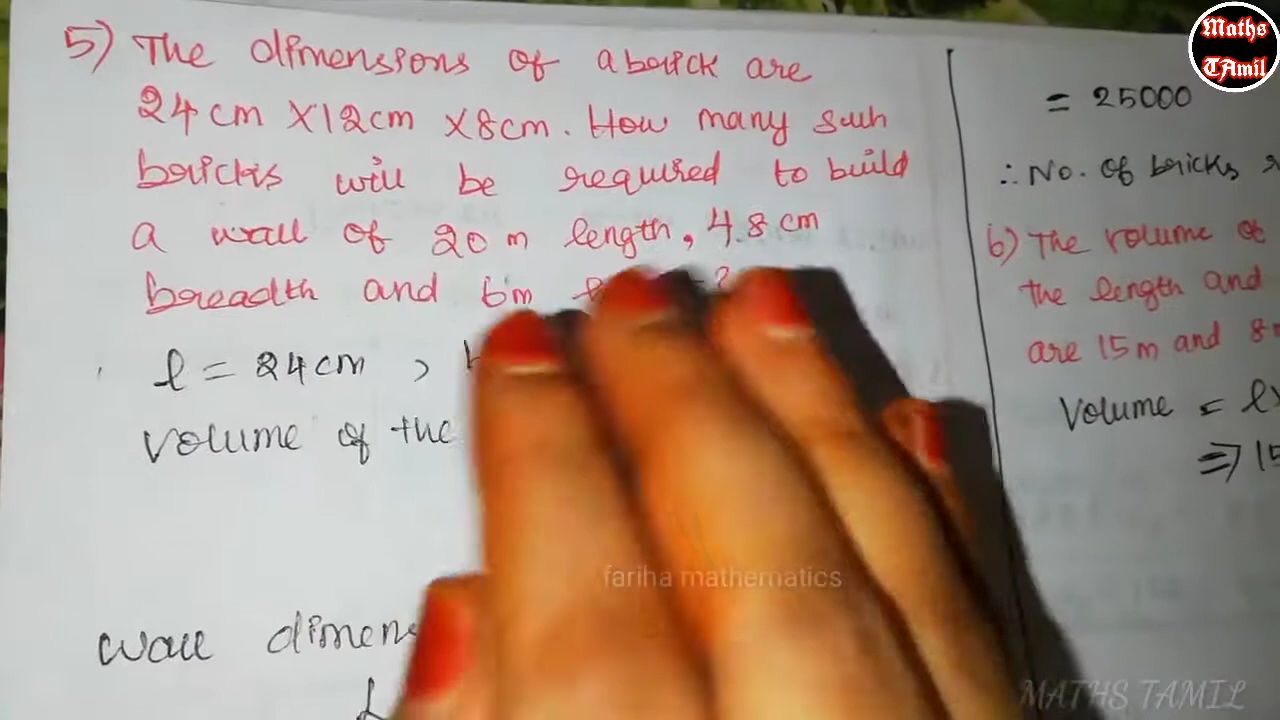 5) The dimensions of a brick are
24 cm X 12 cm X 8 cm. How many such
bricks will be required to build
a wall of 20 m length, 4.8 cm
breadth and 6 m
l = 24 cm ,
Volume of the
Wall
= 25000
∴ No. of bricks
6) The volume of
the length and
are 15 m and
Volume = l
⇒ 15
Maths
TAmil
fariha mathematics
MATHS TAMIL